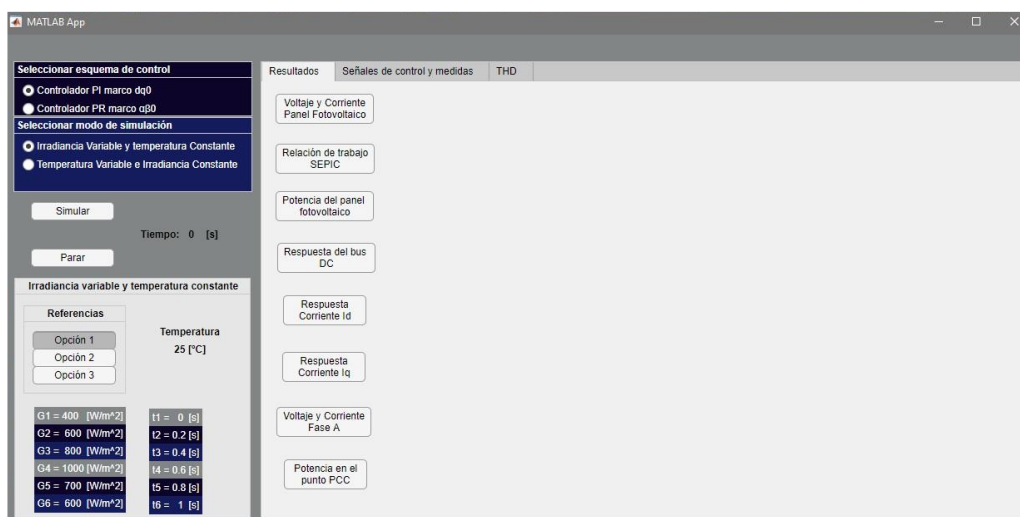 MATLAB App
Seleccionar esquema de control
Controlador PI marco dq0
Controlador PR marco αβ0
Seleccionar modo de simulación
Irradiancia Variable y temperatura Constante
Temperatura Variable e Irradiancia Constante
Simular
Tiempo: 0 [s]
Parar
Irradiancia variable y temperatura constante
Referencias
Opción 1
Opción 2
Opción 3
Temperatura
25 [°C]
G1 = 400 [W/m^2]
G2 = 600 [W/m^2]
G3 = 800 [W/m^2]
G4 = 1000 [W/m^2]
G5 = 700 [W/m^2]
G6 = 600 [W/m^2]
t1 = 0 [s]
t2 = 0.2 [s]
t3 = 0.4 [s]
t4 = 0.6 [s]
t5 = 0.8 [s]
t6 = 1 [s]
Resultados
Señales de control y medidas
THD
Voltaje y Corriente
Panel Fotovoltaico
Relación de trabajo
SEPIC
Potencia del panel
fotovoltaico
Respuesta del bus
DC
Respuesta
Corriente Id
Respuesta
Corriente Iq
Voltaje y Corriente
Fase A
Potencia en el
punto PCC